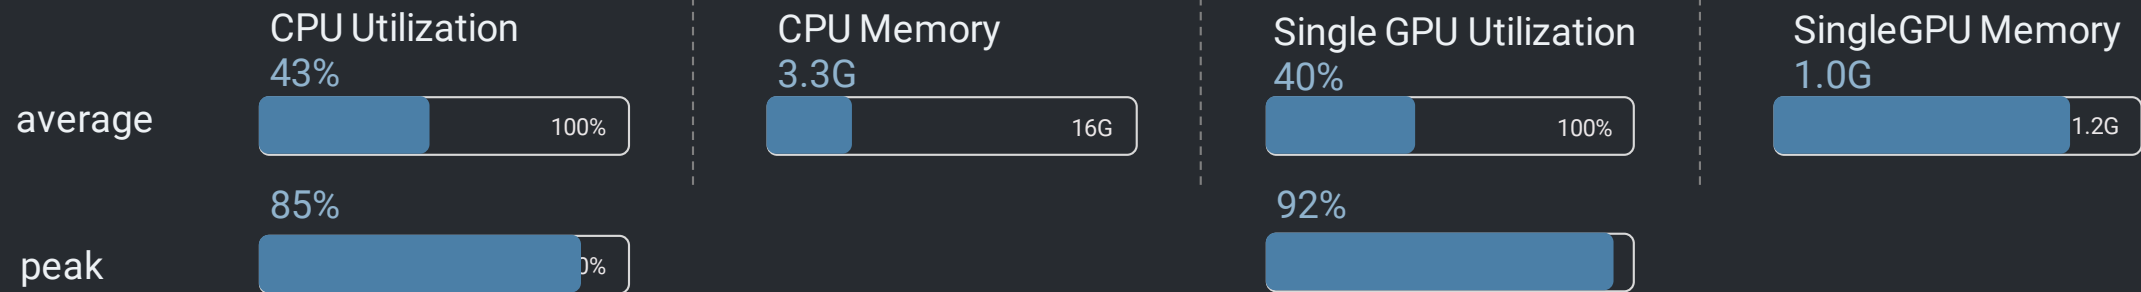 CPU Utilization
CPU Memory
Single GPU Utilization
SingleGPU Memory
43%
3.3G
40%
1.0G
average
100%
16G
100%
1.2G
85%
92%
peak
0%